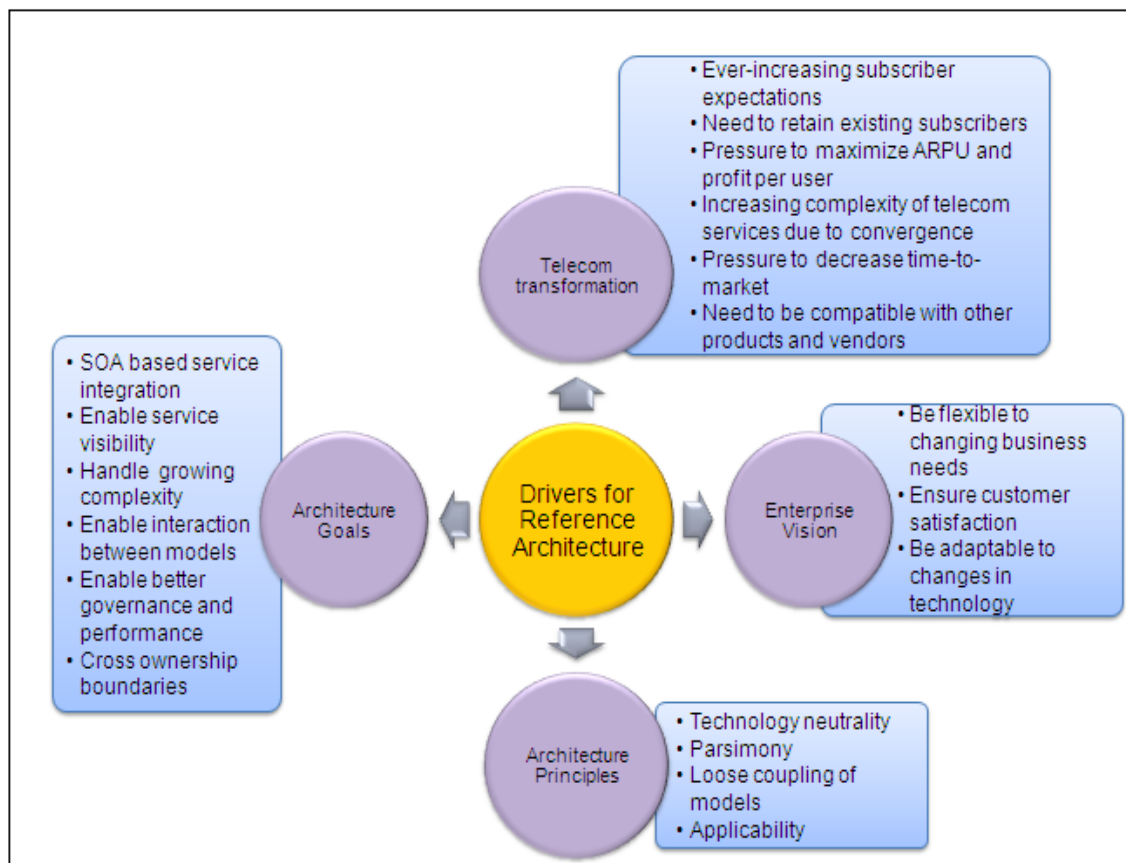 • Ever-increasing subscriber
expectations
• Need to retain existing subscribers
• Pressure to maximize ARPU and
profit per user
• Increasing complexity of telecom
services due to convergence
• Pressure to decrease time-to-
market
• Need to be compatible with other
products and vendors
Telecom
transformation
• SOA based service
integration
• Enable service
visibility
• Handle growing
complexity
• Enable interaction
between models
• Enable better
governance and
performance
• Cross ownership
boundaries
Architecture
Goals
Drivers for
Reference
Architecture
Enterprise
Vision
• Be flexible to
changing business
needs
• Ensure customer
satisfaction
• Be adaptable to
changes in
technology
Architecture
Principles
• Technology neutrality
• Parsimony
• Loose coupling of
models
• Applicability